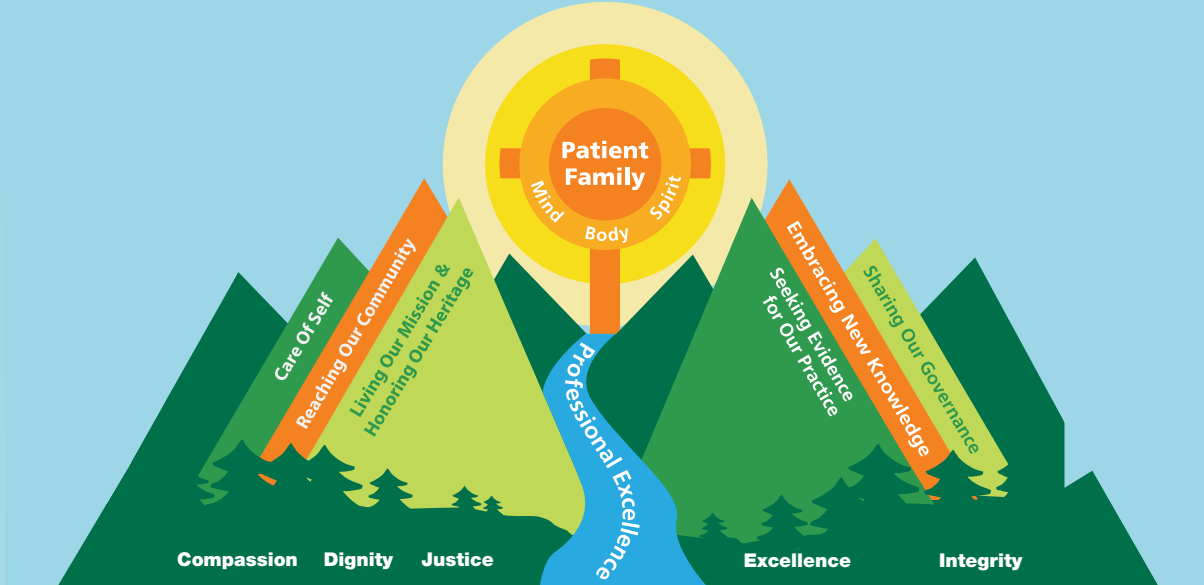 Patient
Family
Mind Body Spirit
Care Of Self
Reaching Our Community
Living Our Mission &
Honoring Our Heritage
Professional Excellence
Seeking Evidence
for Our Practice
Embracing New Knowledge
Sharing Our Governance
Compassion Dignity Justice Excellence Integrity